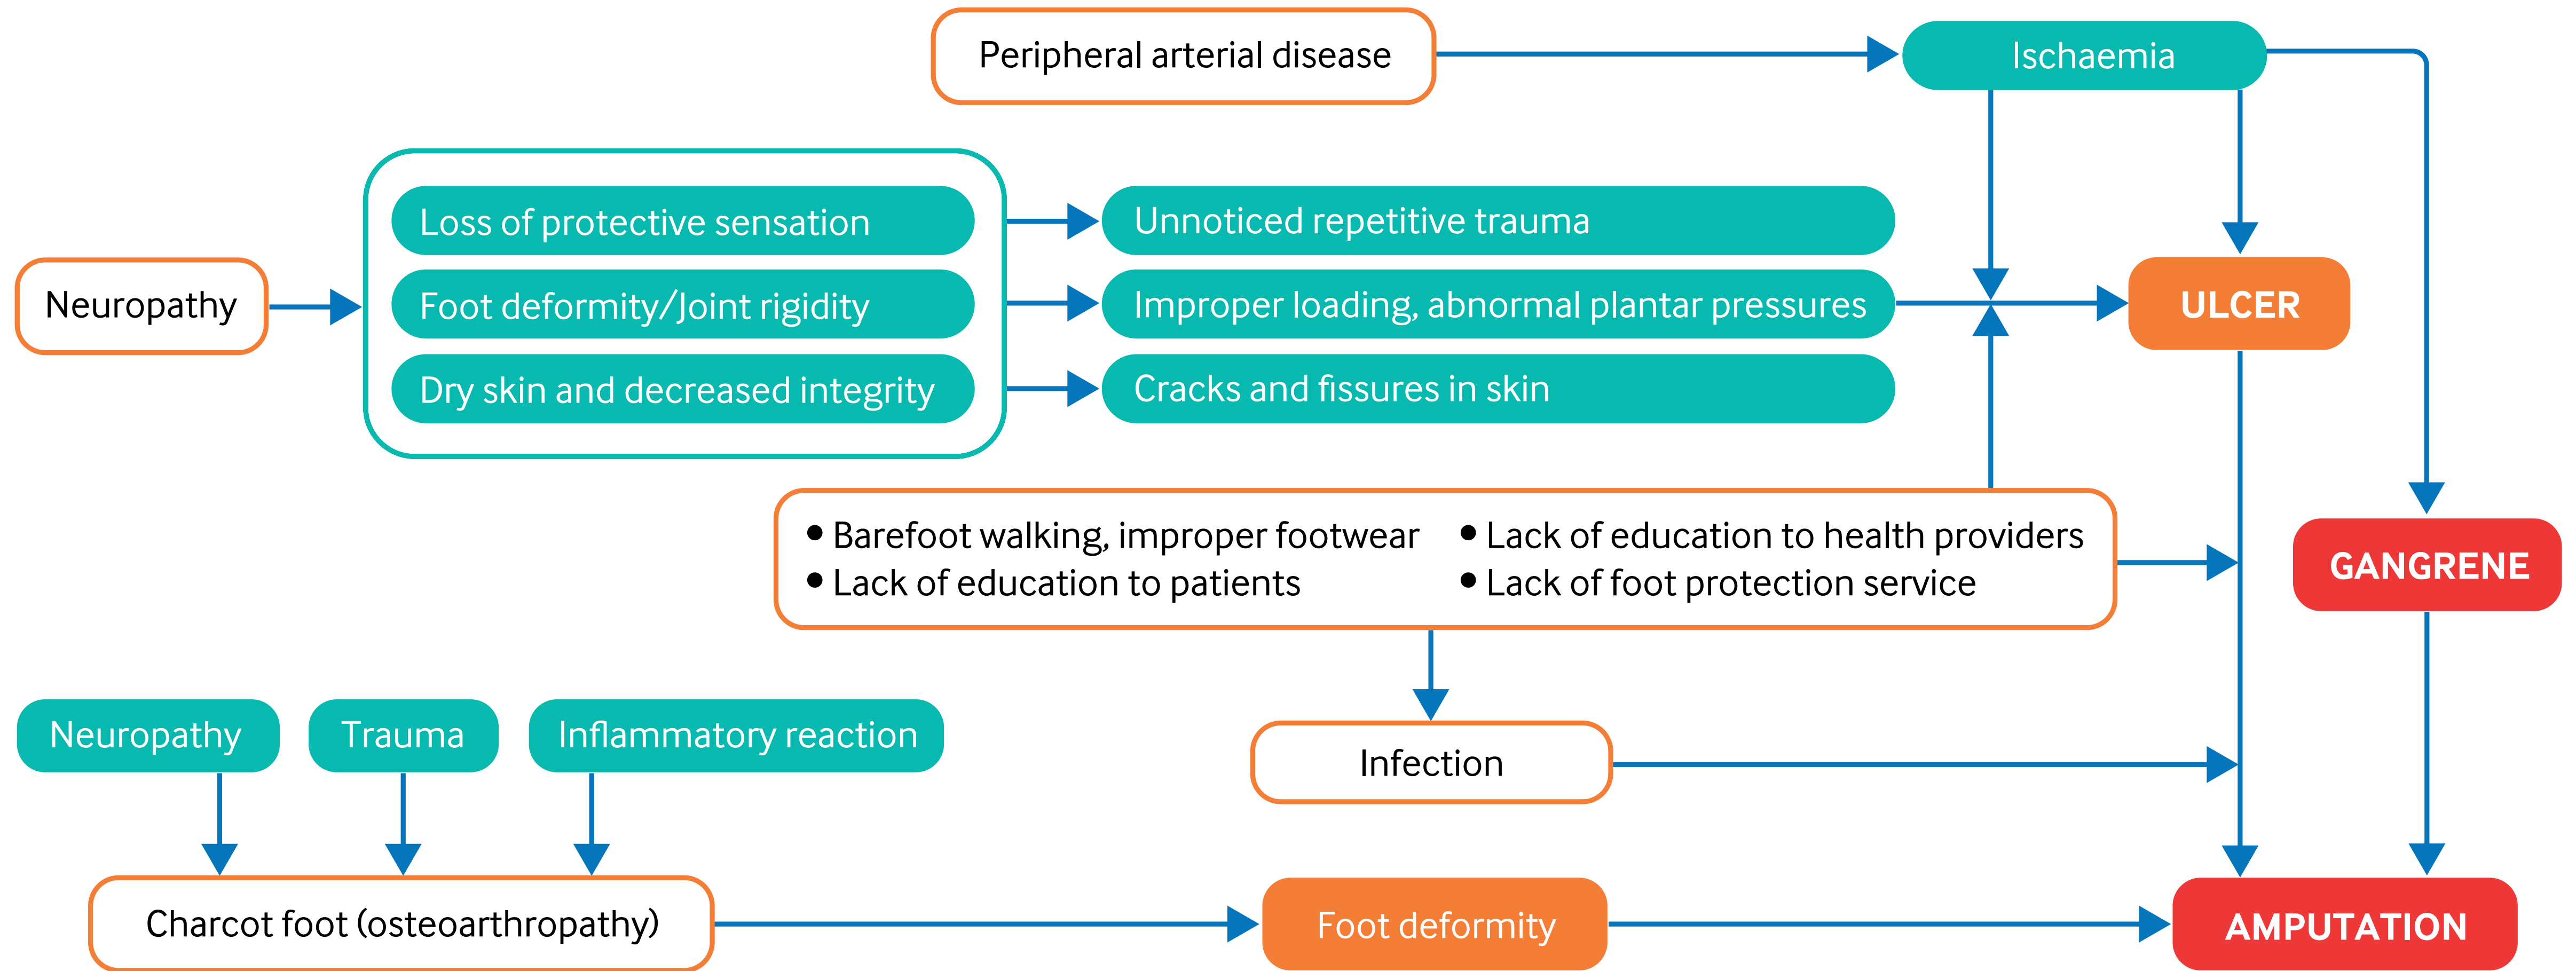 Peripheral arterial disease
Ischaemia
Loss of protective sensation
Unnoticed repetitive trauma
Neuropathy
Foot deformity/Joint rigidity
Improper loading, abnormal plantar pressures
ULCER
Dry skin and decreased integrity
Cracks and fissures in skin
• Barefoot walking, improper footwear
• Lack of education to patients
• Lack of education to health providers
• Lack of foot protection service
GANGRENE
Neuropathy
Trauma
Inflammatory reaction
Infection
Charcot foot (osteoarthropathy)
Foot deformity
AMPUTATION